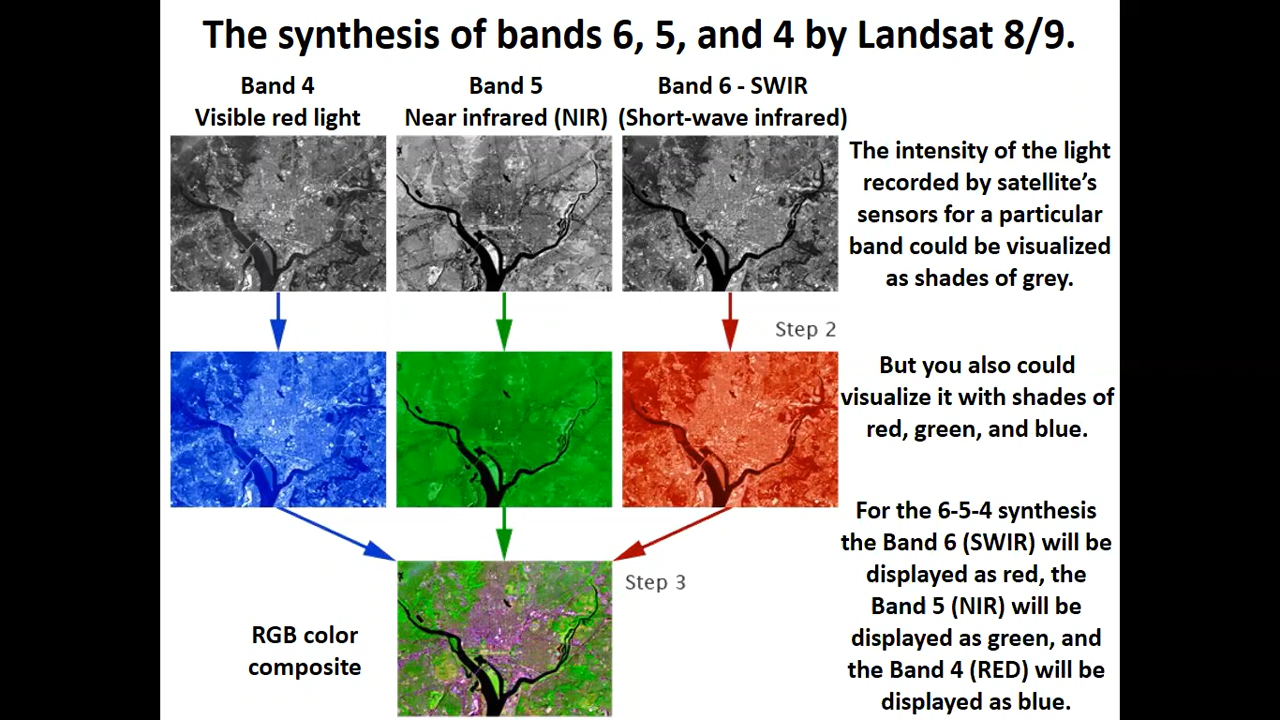 The synthesis of bands 6, 5, and 4 by Landsat 8/9.
Band 4
Visible red light
Band 5
Near infrared (NIR)
Band 6 - SWIR
(Short-wave infrared)
The intensity of the light
recorded by satellite's
sensors for a particular
band could be visualized
as shades of grey.
Step 2
But you also could
visualize it with shades of
red, green, and blue.
For the 6-5-4 synthesis
the Band 6 (SWIR) will be
displayed as red, the
Band 5 (NIR) will be
displayed as green, and
the Band 4 (RED) will be
displayed as blue.
Step 3
RGB color
composite